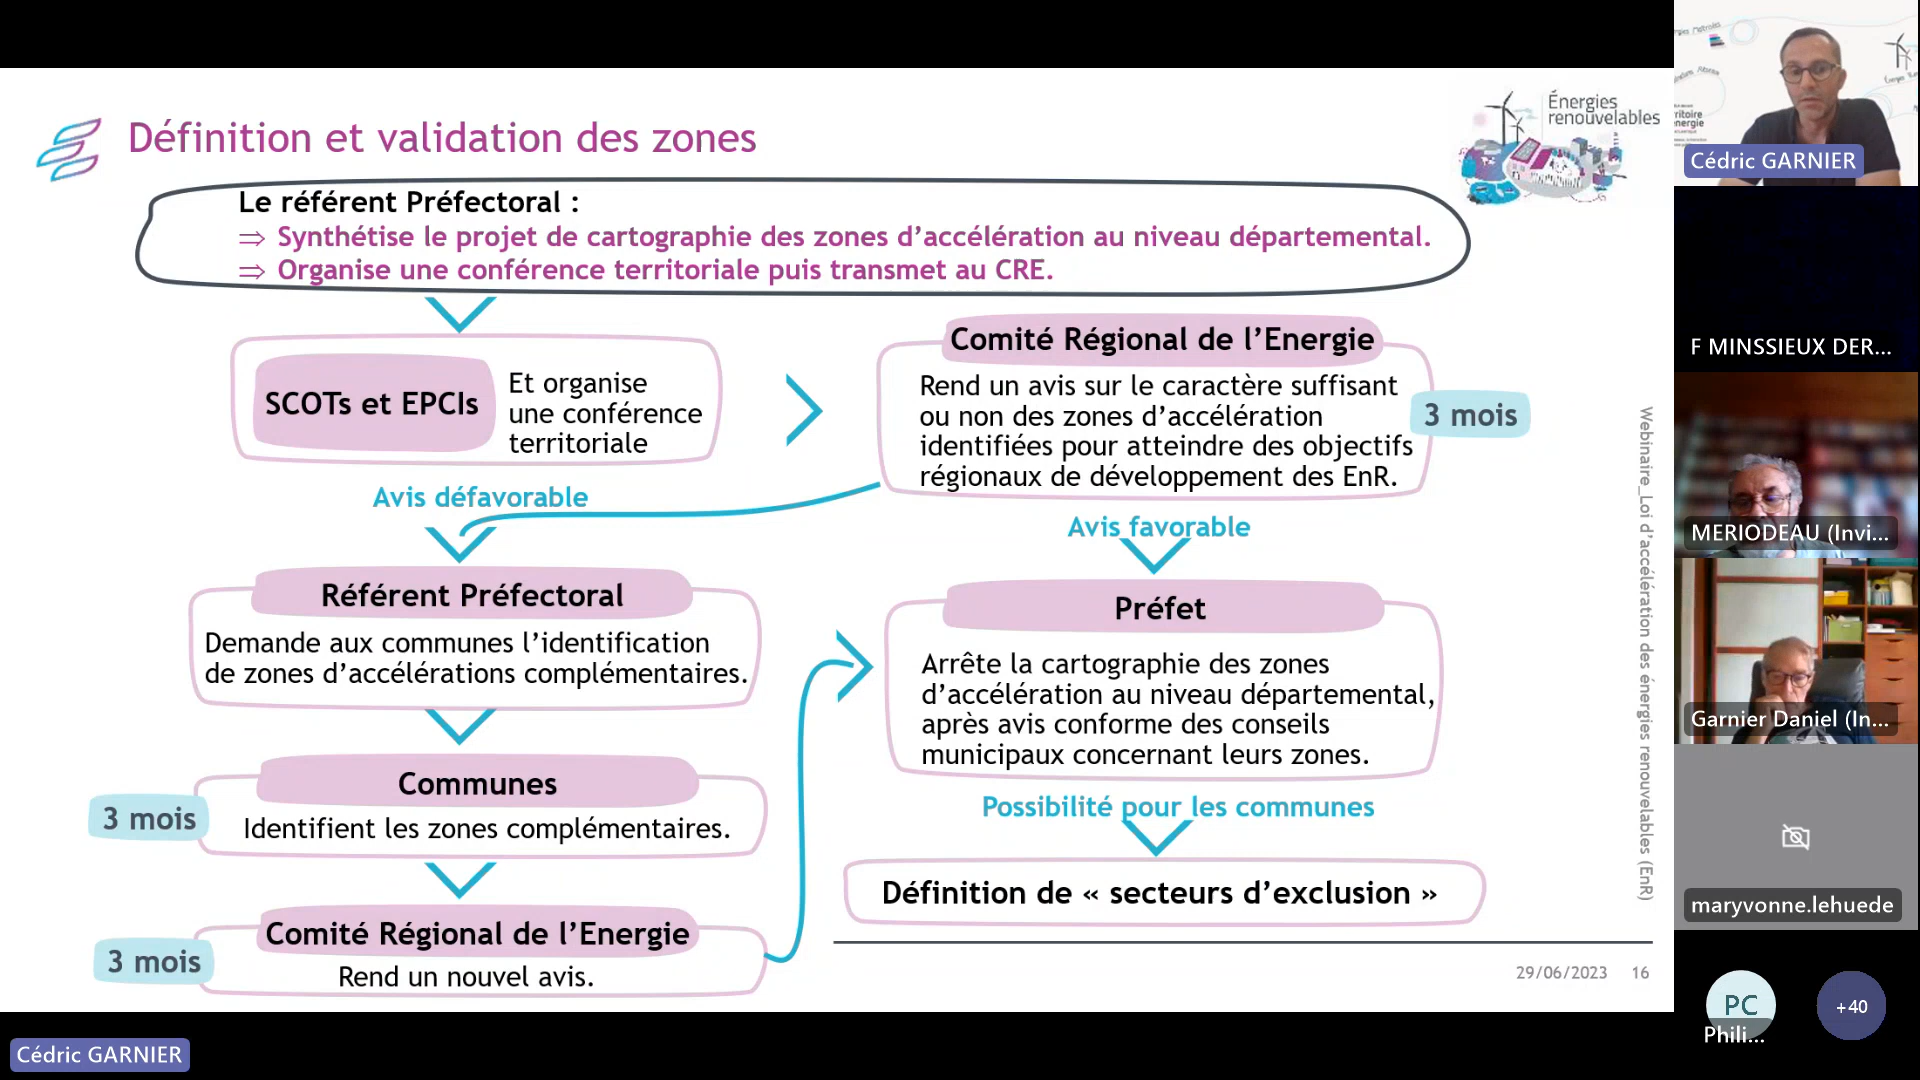 Définition et validation des zones
Énergies
renouvelables
Le référent Préfectoral :
⇒ Synthétise le projet de cartographie des zones d’accélération au niveau départemental.
⇒ Organise une conférence territoriale puis transmet au CRE.
SCOTs et EPCIs
Et organise
une conférence
territoriale
Comité Régional de l’Energie
Rend un avis sur le caractère suffisant
ou non des zones d’accélération
identifiées pour atteindre des objectifs
régionaux de développement des EnR.
3 mois
Avis défavorable
Avis favorable
Référent Préfectoral
Demande aux communes l’identification
de zones d’accélérations complémentaires.
Préfet
Arrête la cartographie des zones
d’accélération au niveau départemental,
après avis conforme des conseils
municipaux concernant leurs zones.
Communes
3 mois
Identifient les zones complémentaires.
Possibilité pour les communes
Définition de « secteurs d’exclusion »
Comité Régional de l’Energie
3 mois
Rend un nouvel avis.
Webinaire_Loi d’accélération des énergies renouvelables (EnR)
29/06/2023 16
Cédric GARNIER
Cédric GARNIER
F MINSSIEUX DER...
MERIODEAU (Invi...
Garnier Daniel (In...
maryvonne.lehuede
PC
Phili...
+40